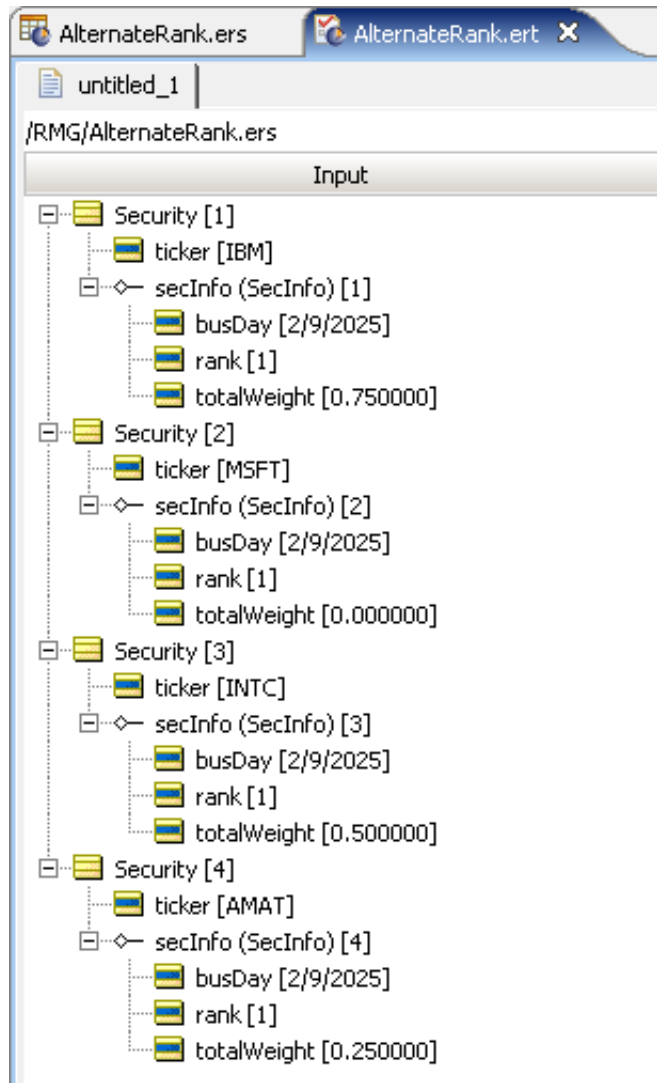 AlternateRank.ers AlternateRank.ert
untitled_1
/RMG/AlternateRank.ers
Input
Security [1]
ticker [IBM]
secInfo (SecInfo) [1]
busDay [2/9/2025]
rank [1]
totalWeight [0.750000]
Security [2]
ticker [MSFT]
secInfo (SecInfo) [2]
busDay [2/9/2025]
rank [1]
totalWeight [0.000000]
Security [3]
ticker [INTC]
secInfo (SecInfo) [3]
busDay [2/9/2025]
rank [1]
totalWeight [0.500000]
Security [4]
ticker [AMAT]
secInfo (SecInfo) [4]
busDay [2/9/2025]
rank [1]
totalWeight [0.250000]